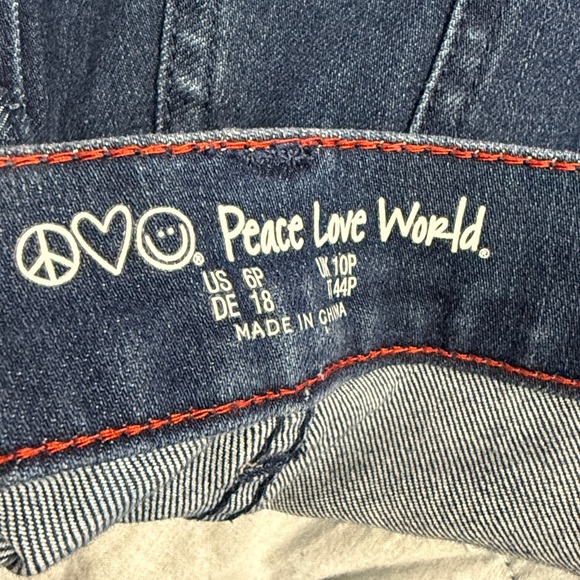 Peace Love World®
US 6P UK 10P
DE 18 IT 44P
MADE IN CHINA